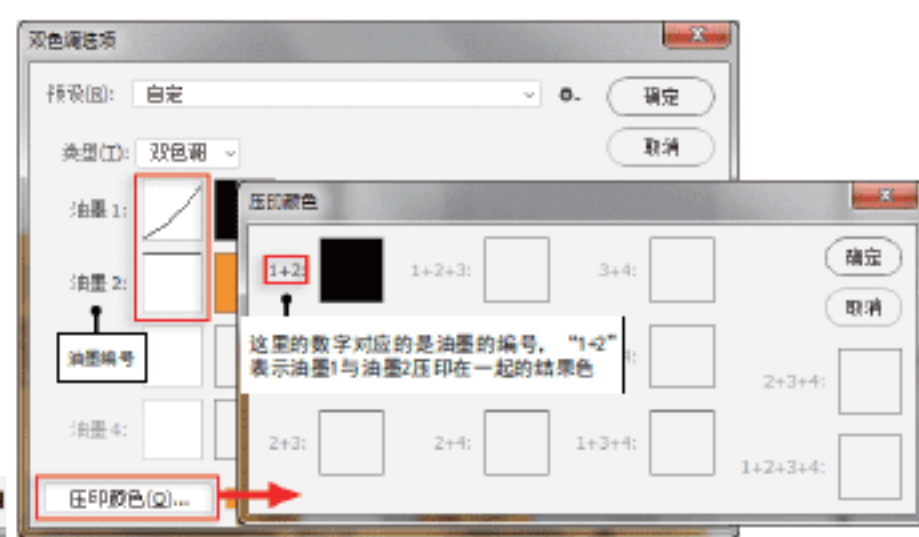 双色调选项
预设(R): 自定
确定
类型(T): 双色调
取消
油墨 1:
压印颜色
1+2:
1+2+3:
3+4:
确定
油墨 2:
取消
这里的数字对应的是油墨的编号，“1+2”
表示油墨1与油墨2压印在一起的结果色
油墨编号
4:
2+3+4:
油墨 4:
2+3:
2+4:
1+3+4:
1+2+3+4:
压印颜色(O)...